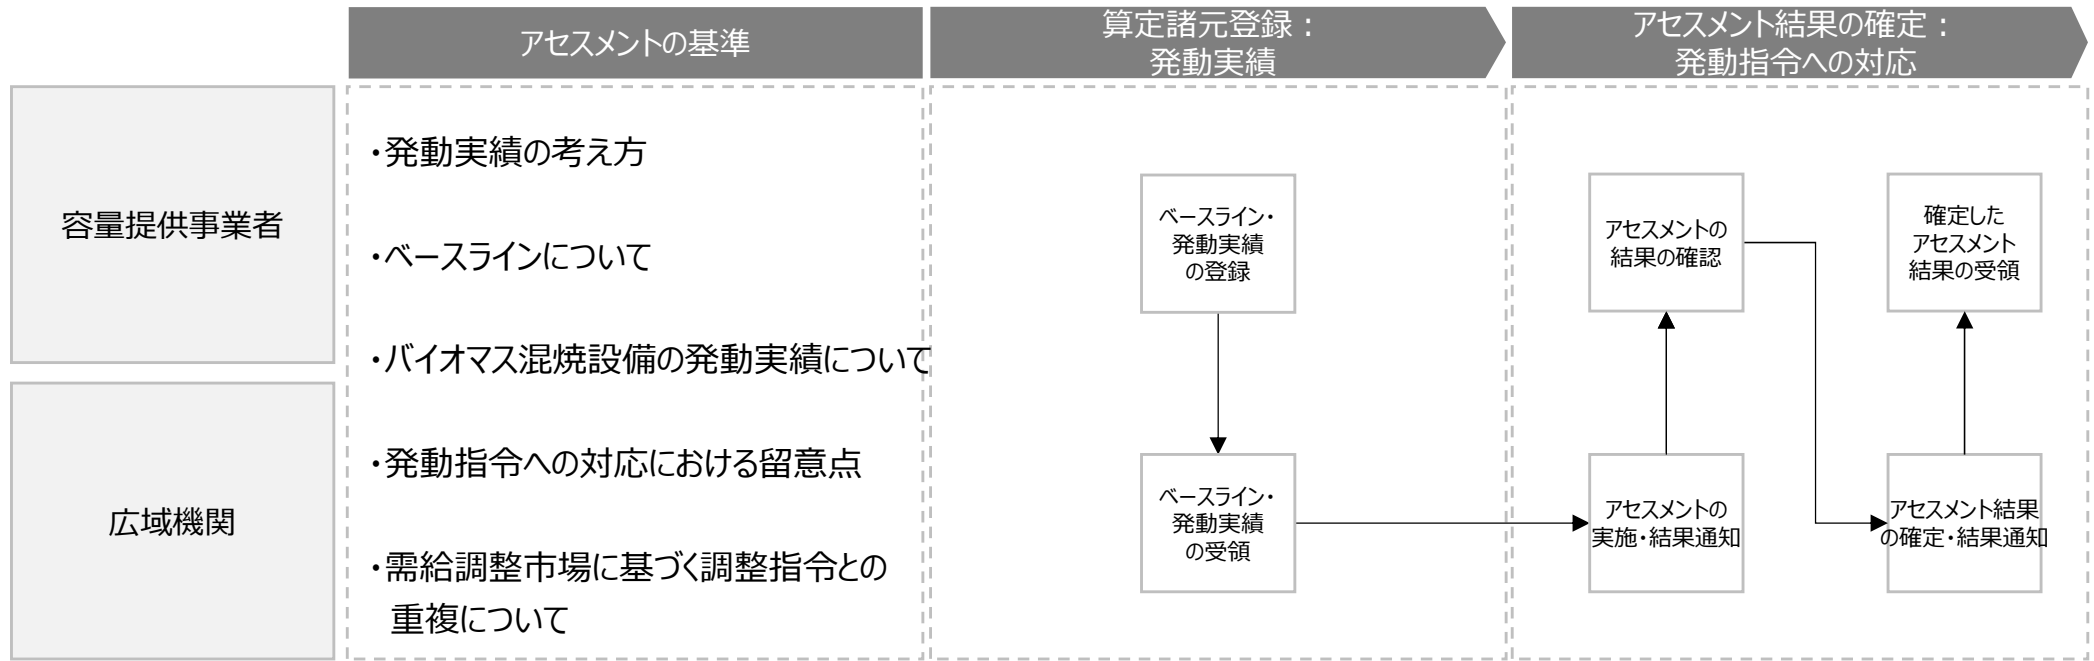 アセスメントの基準
算定諸元登録：
発動実績
アセスメント結果の確定：
発動指令への対応
容量提供事業者
広域機関
・発動実績の考え方
・ベースラインについて
・バイオマス混焼設備の発動実績について
・発動指令への対応における留意点
・需給調整市場に基づく調整指令との
重複について
ベースライン・
発動実績
の登録
ベースライン・
発動実績
の受領
アセスメントの
結果の確認
アセスメントの
実施・結果通知
確定した
アセスメント
結果の受領
アセスメント結果
の確定・結果通知